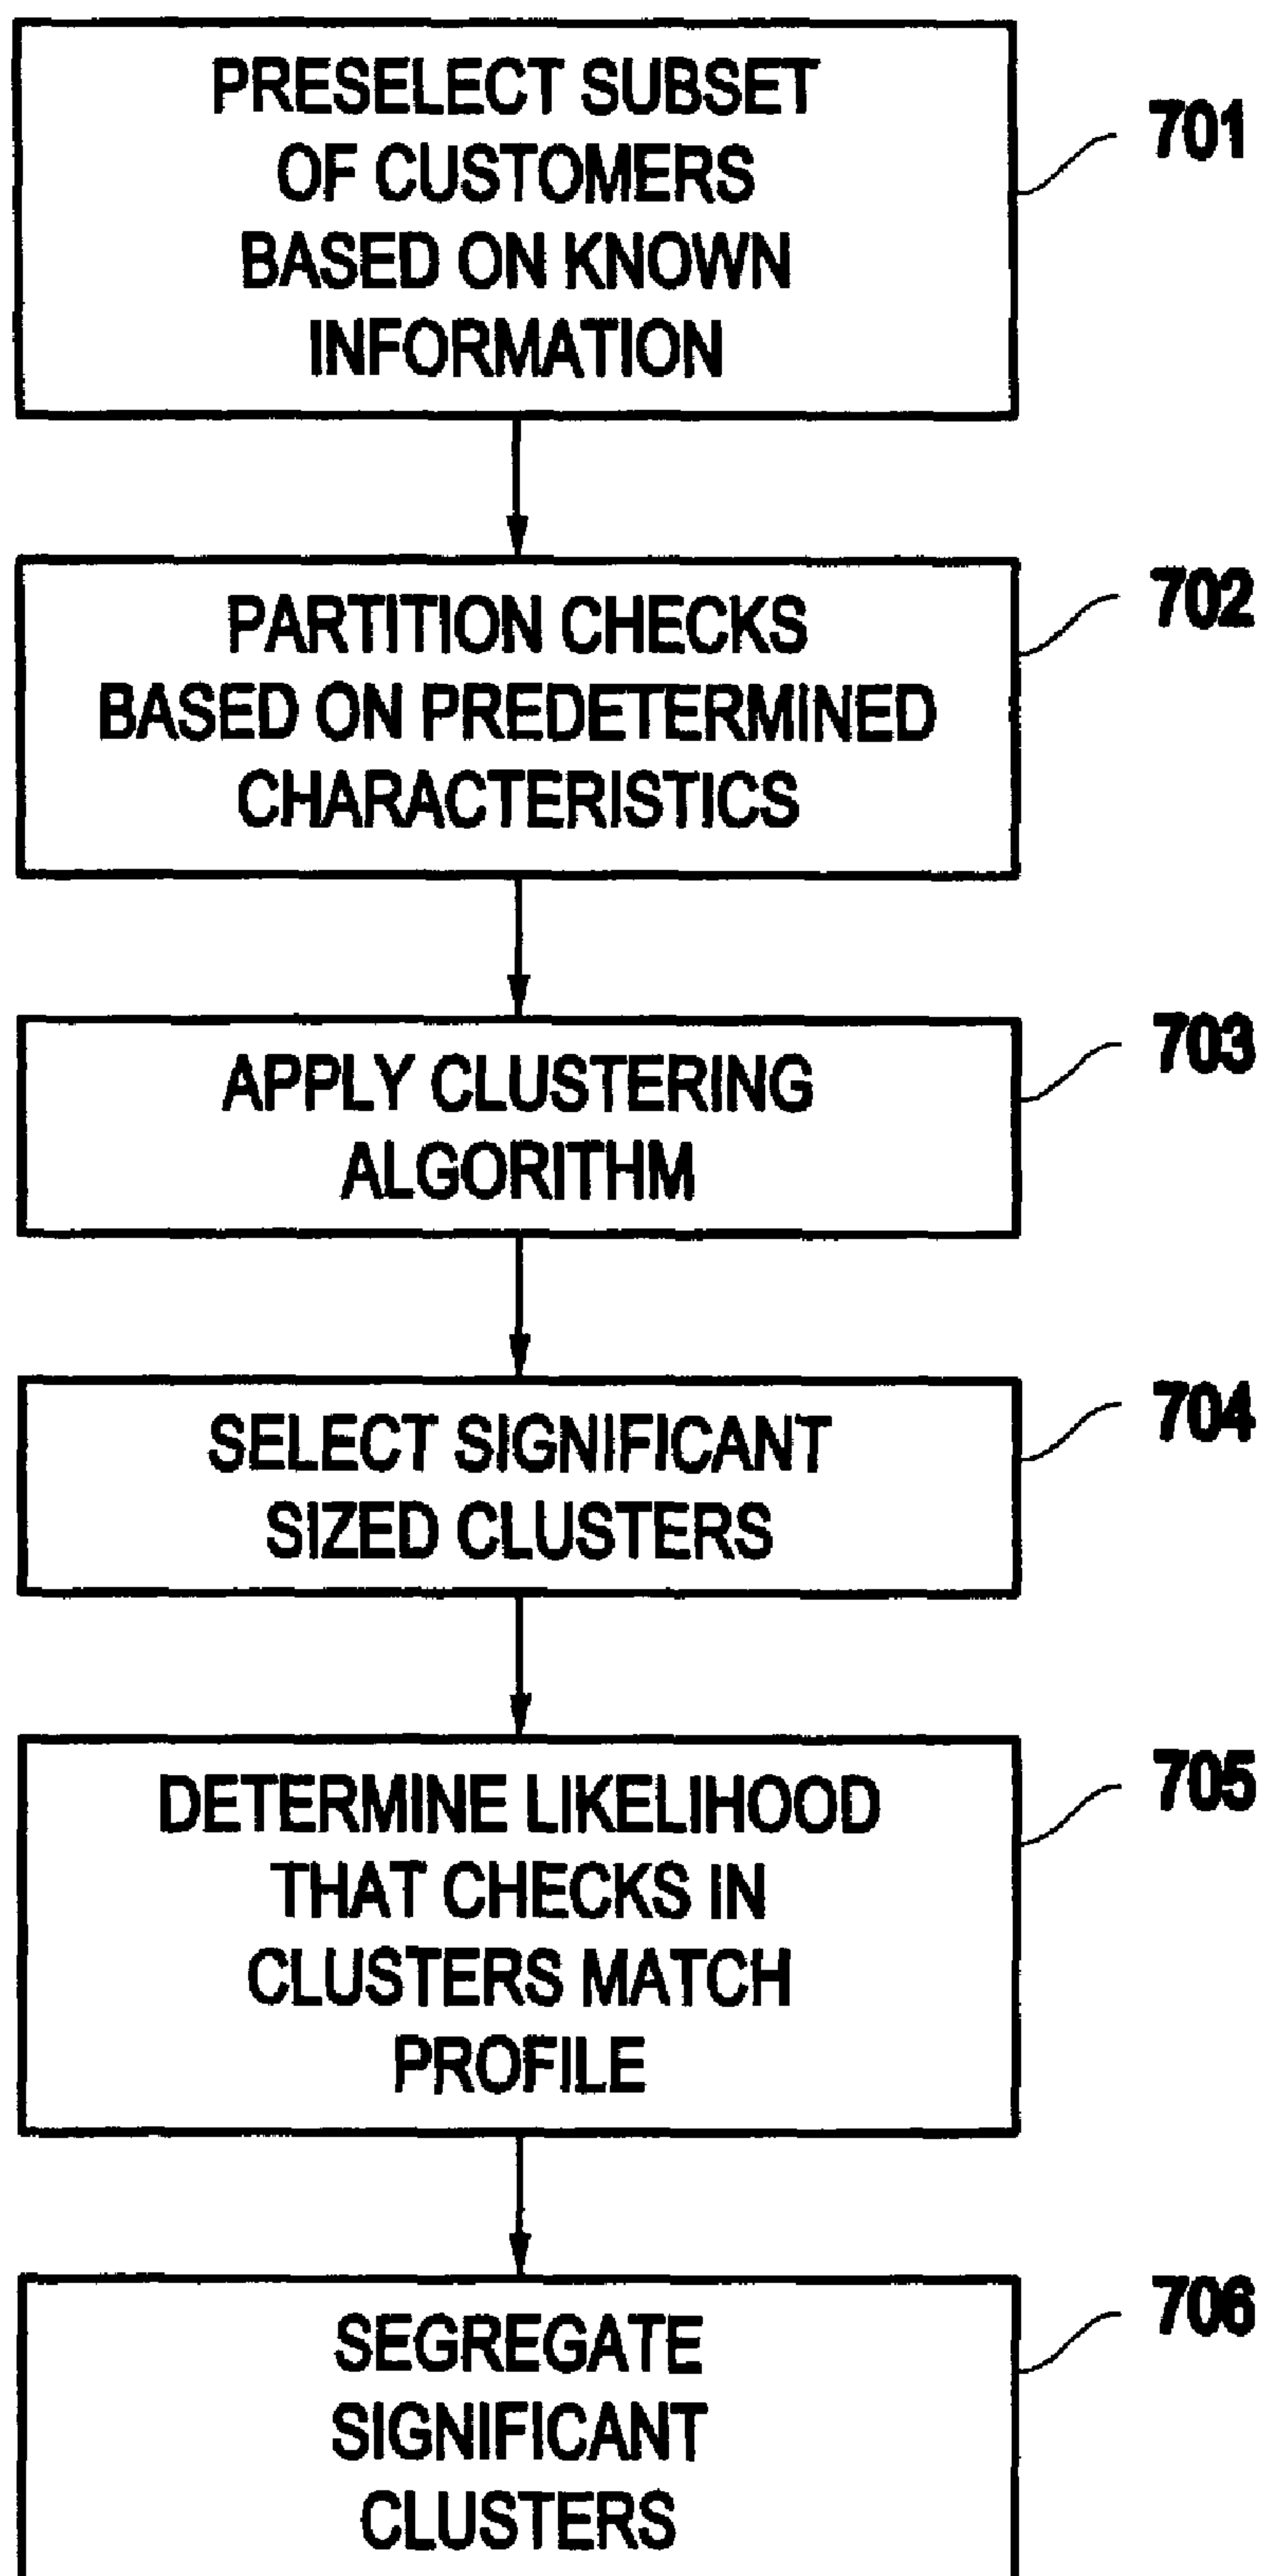 PRESELECT SUBSET
OF CUSTOMERS
BASED ON KNOWN
INFORMATION
701
PARTITION CHECKS
BASED ON PREDETERMINED
CHARACTERISTICS
702
APPLY CLUSTERING
ALGORITHM
703
SELECT SIGNIFICANT
SIZED CLUSTERS
704
DETERMINE LIKELIHOOD
THAT CHECKS IN
CLUSTERS MATCH
PROFILE
705
SEGREGATE
SIGNIFICANT
CLUSTERS
706